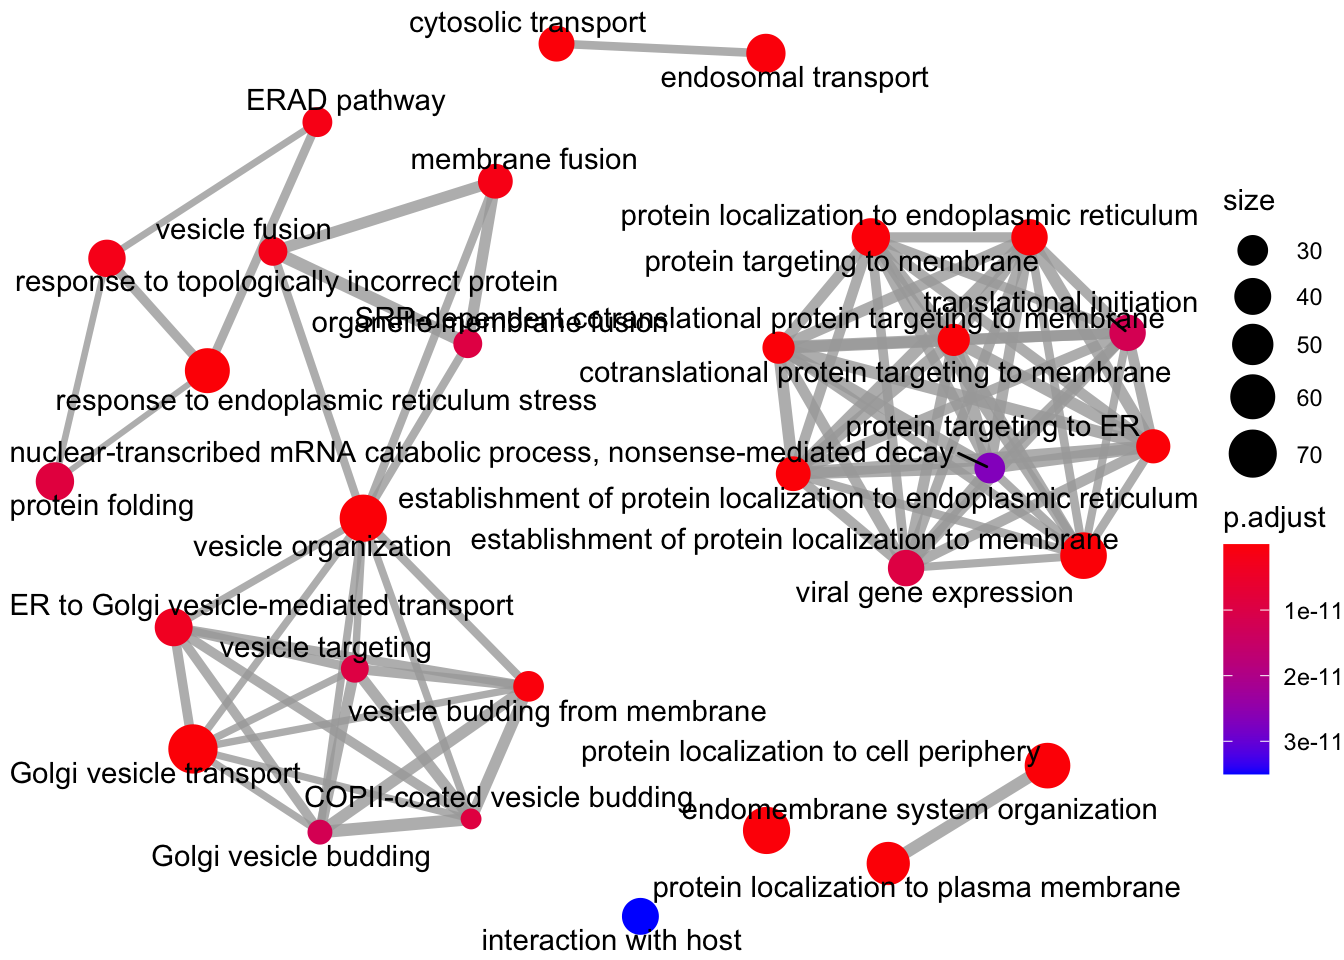 cytosolic transport
endosomal transport
ERAD pathway
membrane fusion
vesicle fusion
response to topologically incorrect protein
organelle membrane fusion
SRP-dependent cotranslational protein targeting to membrane
response to endoplasmic reticulum stress
protein localization to endoplasmic reticulum
protein targeting to membrane
translational initiation
cotranslational protein targeting to membrane
protein targeting to ER
nuclear-transcribed mRNA catabolic process, nonsense-mediated decay
protein folding
establishment of protein localization to endoplasmic reticulum
vesicle organization
establishment of protein localization to membrane
viral gene expression
ER to Golgi vesicle-mediated transport
vesicle targeting
vesicle budding from membrane
Golgi vesicle transport
COPII-coated vesicle budding
Golgi vesicle budding
protein localization to cell periphery
endomembrane system organization
protein localization to plasma membrane
interaction with host
size
30
40
50
60
70
p.adjust
1e-11
2e-11
3e-11